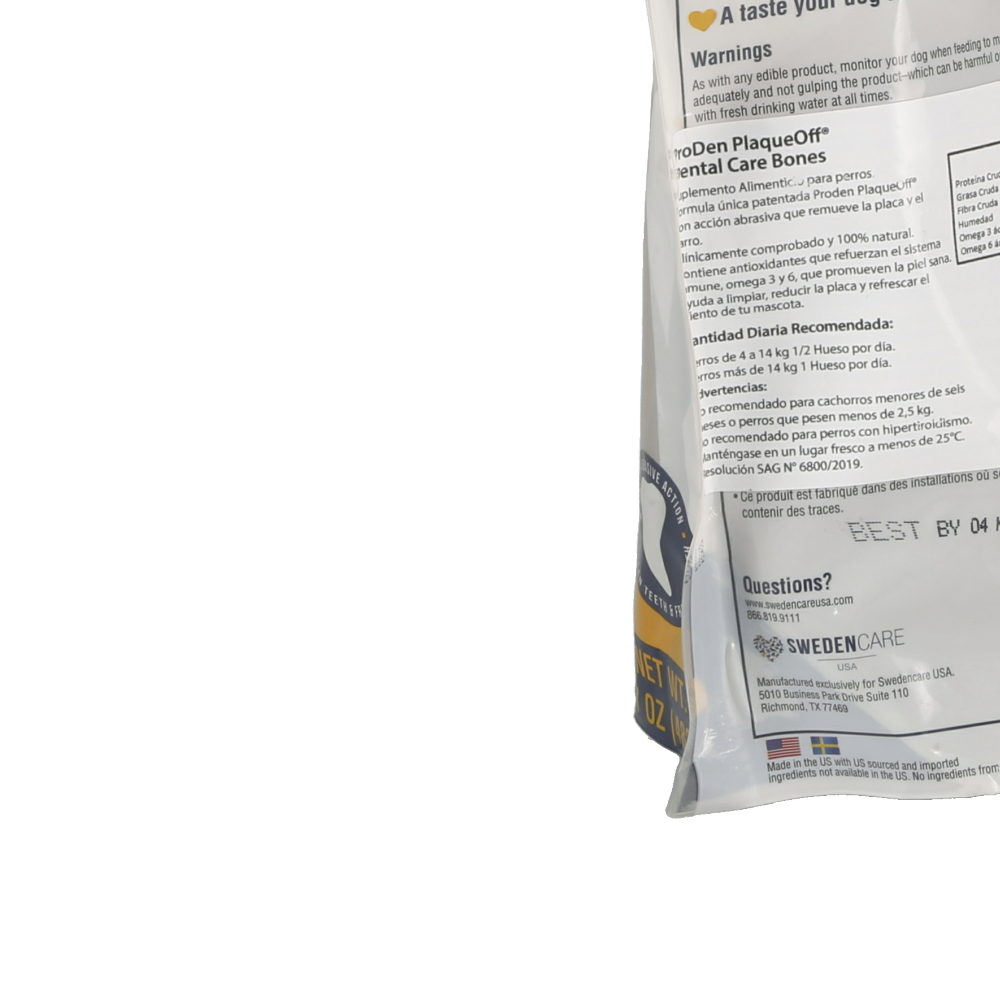 A taste your dog
Warnings
As with any edible product, monitor your dog when feeding to
adequately and not gulping the product–which can be harmful
with fresh drinking water at all times.
roDen PlaqueOff®
ental Care Bones
uplemento Alimentic para perros
ormula única patentada Proden PlaqueOff®
on acción abrasiva que remueve la placa y el
arro.
línicamente comprobado y 100% natural.
ontiene antioxidantes que refuerzan el sistema
mune, omega 3 y 6, que promueven la piel sana.
yuda a limpiar, reducir la placa y refrescar el
iento de tu mascota.
Proteina Cru
Grasa Cruda
Fibra Cruda
Humedad
Omega 3
Omega 6
antidad Diaria Recomendada:
rros de 4 a 14 kg 1/2 Hueso por día.
rros más de 14 kg 1 Hueso por día.
dvertencias:
o recomendado para cachorros menores de seis
eses o perros que pesen menos de 2,5 kg.
o recomendado para perros con hipertiroidismo.
anténgase en un lugar fresco a menos de 25°C.
esolución SAG N° 6800/2019.
• Ce produit est fabriqué dans des installations où
contenir des traces.
BEST BY 04
Questions?
www.swedencareusa.com
866.819.9111
SWEDENCARE
USA
Manufactured exclusively for Swedencare USA.
5010 Business Park Drive Suite 110
Richmond, TX 77469
Made in the US with US sourced and imported
ingredients not available in the US. No ingredients from
SIVE ACTION •
TEETH & F
NET WT.
OZ